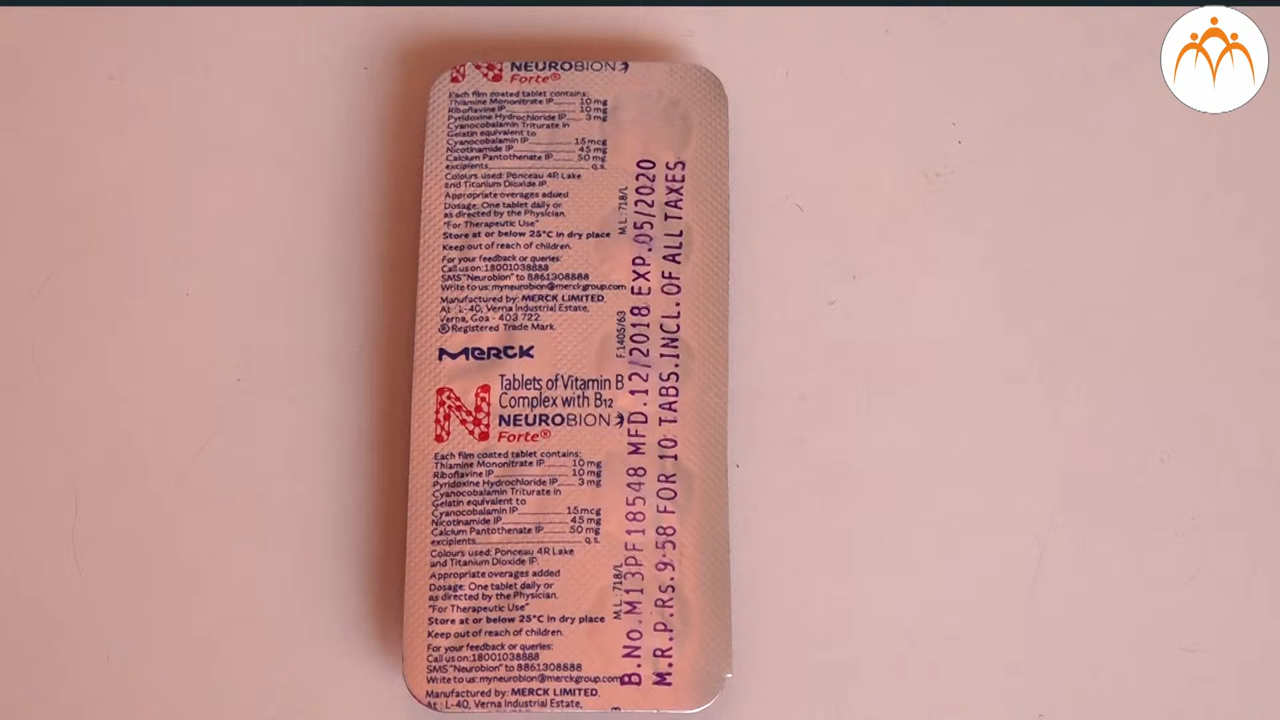 NEUROBION
Forte®
Each film coated tablet contains:
Thiamine Mononitrate IP 10 mg
Riboflavine IP 10 mg
Pyridoxine Hydrochloride IP 3 mg
Cyanocobalamin Triturate in
Gelatin equivalent to
Cyanocobalamin IP 15 mcg
Nicotinamide IP 45 mg
Calcium Pantothenate IP 50 mg
excipients q.s.
Colours used: Ponceau 4R Lake
and Titanium Dioxide IP.
Appropriate overages added
Dosage: One tablet daily or
as directed by the Physician.
"For Therapeutic Use"
Store at or below 25°C in dry place
Keep out of reach of children.
For your feedback or queries:
Call us on:18001038888
SMS "Neurobion" to 8861308888
Write to us: myneurobion@merckgroup.com
Manufactured by: MERCK LIMITED,
At : L-40, Verna Industrial Estate,
Verna, Goa - 403 722.
® Registered Trade Mark.
MERCK
N
Tablets of Vitamin B
Complex with B12
NEUROBION
Forte®
Each film coated tablet contains:
Thiamine Mononitrate IP 10 mg
Riboflavine IP 10 mg
Pyridoxine Hydrochloride IP 3 mg
Cyanocobalamin Triturate in
Gelatin equivalent to
Cyanocobalamin IP 15 mcg
Nicotinamide IP 45 mg
Calcium Pantothenate IP 50 mg
excipients q.s.
Colours used: Ponceau 4R Lake
and Titanium Dioxide IP.
Appropriate overages added
Dosage: One tablet daily or
as directed by the Physician.
"For Therapeutic Use"
Store at or below 25°C in dry place
Keep out of reach of children.
For your feedback or queries:
Call us on:18001038888
SMS "Neurobion" to 8861308888
Write to us: myneurobion@merckgroup.com
Manufactured by: MERCK LIMITED,
At : L-40, Verna Industrial Estate,
M.L.: 718/L
F.1405/63
M.L.: 718/L
B.No.M13PF18548 MFD.12/2018 EXP.05/2020
M.R.P.Rs.9.58 FOR 10 TABS.INCL.OF ALL TAXES